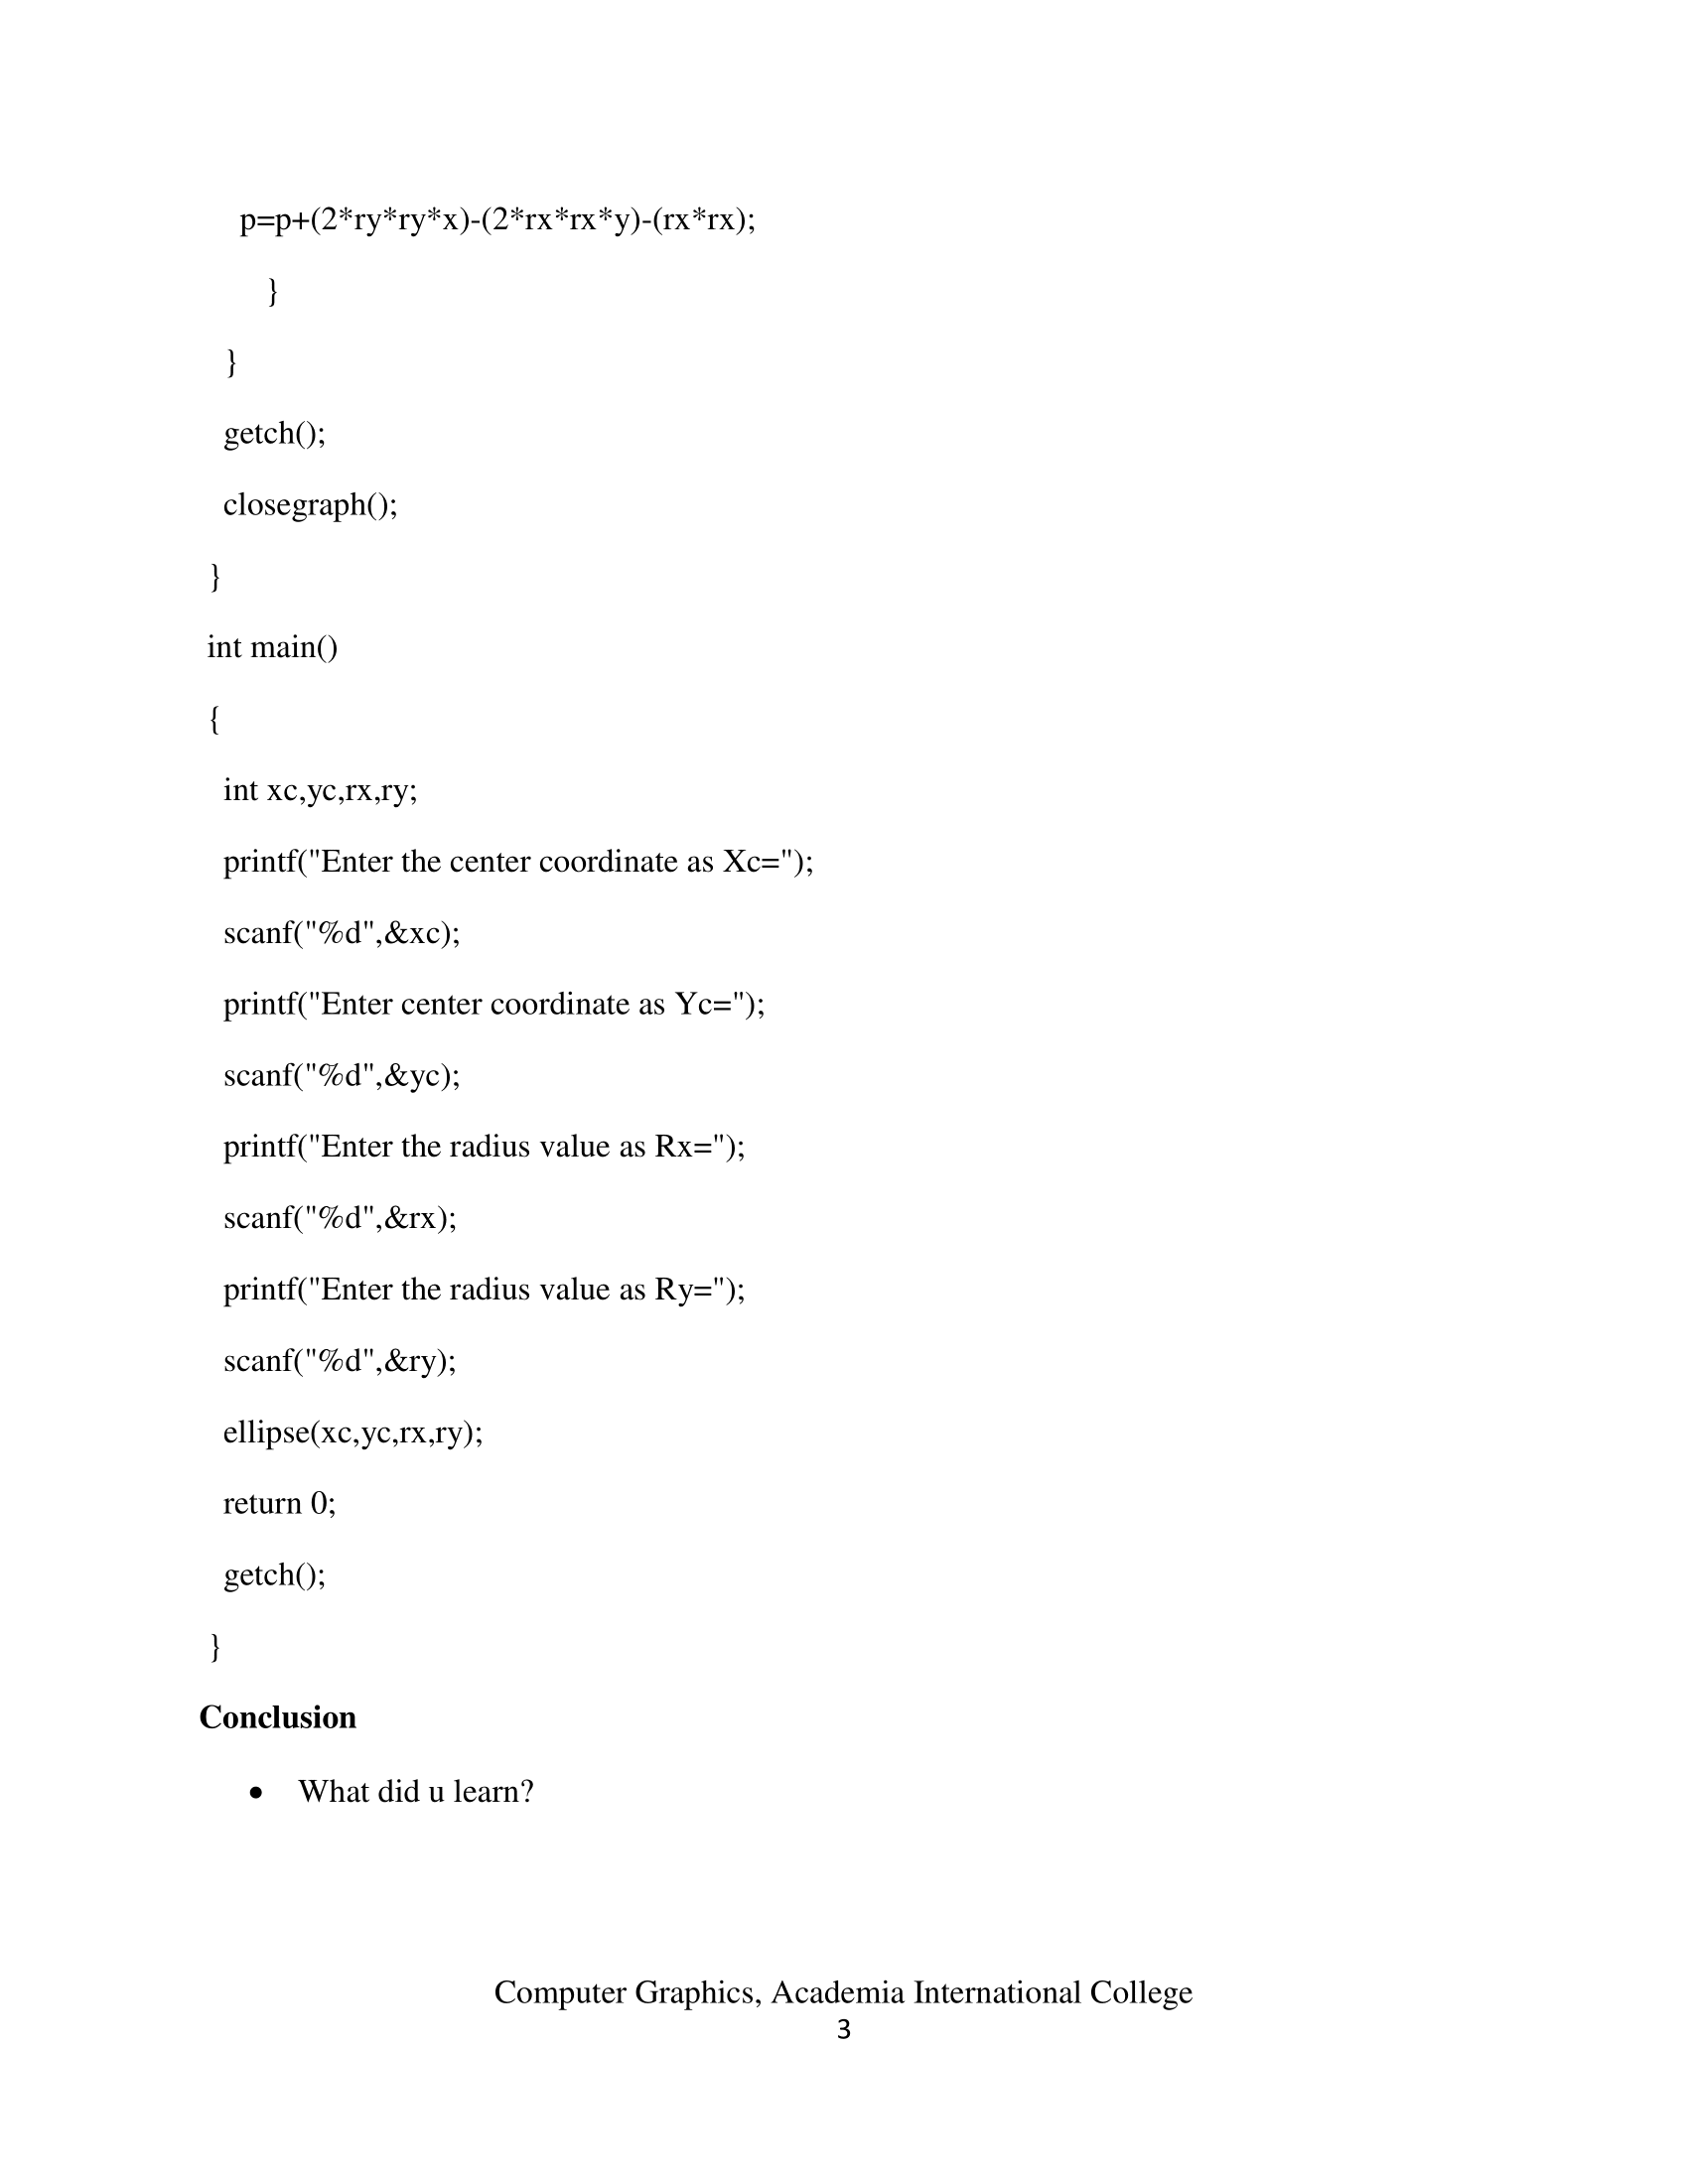 p=p+(2*ry*ry*x)-(2*rx*rx*y)-(rx*rx);
}
}
getch();
closegraph();
}
int main()
{
int xc,yc,rx,ry;
printf("Enter the center coordinate as Xc=");
scanf("%d",&xc);
printf("Enter center coordinate as Yc=");
scanf("%d",&yc);
printf("Enter the radius value as Rx=");
scanf("%d",&rx);
printf("Enter the radius value as Ry=");
scanf("%d",&ry);
ellipse(xc,yc,rx,ry);
return 0;
getch();
}
Conclusion
• What did u learn?
Computer Graphics, Academia International College
3